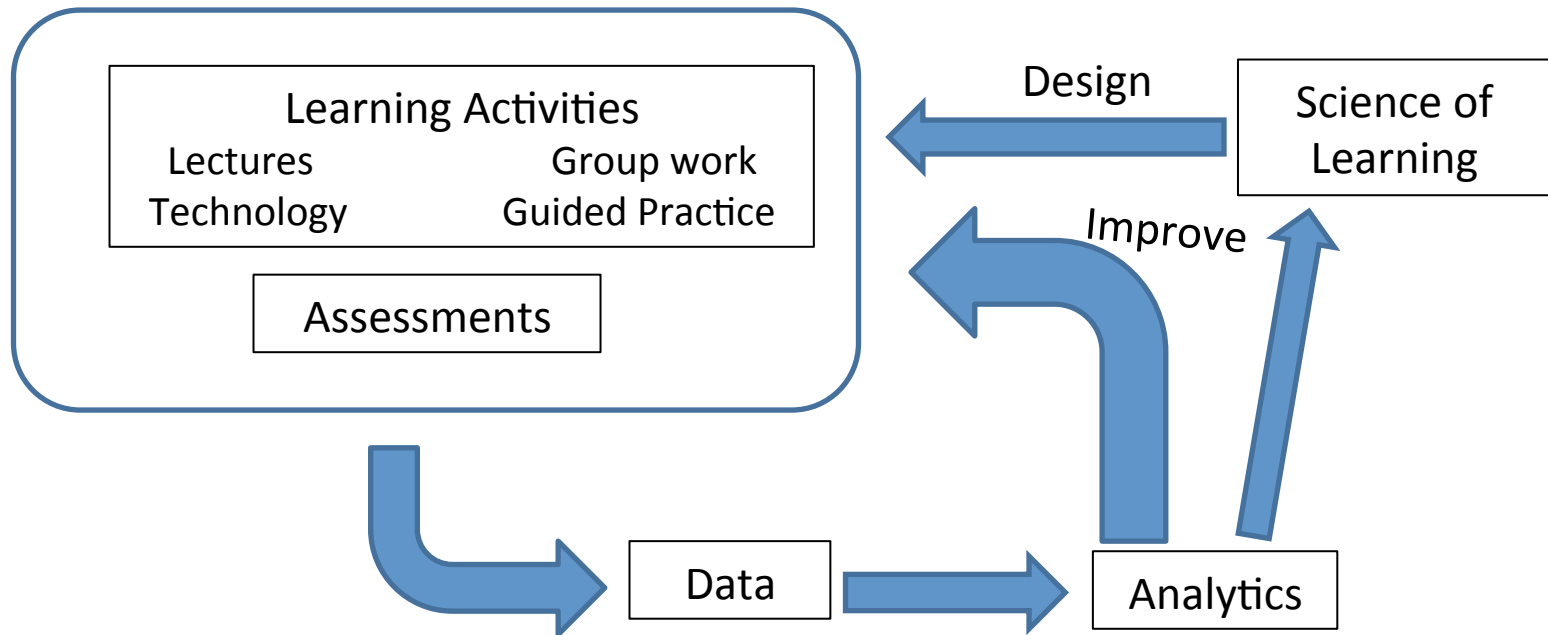 Learning Activities
Lectures Group work
Technology Guided Practice
Assessments
Design
Science of
Learning
Improve
Data
Analytics